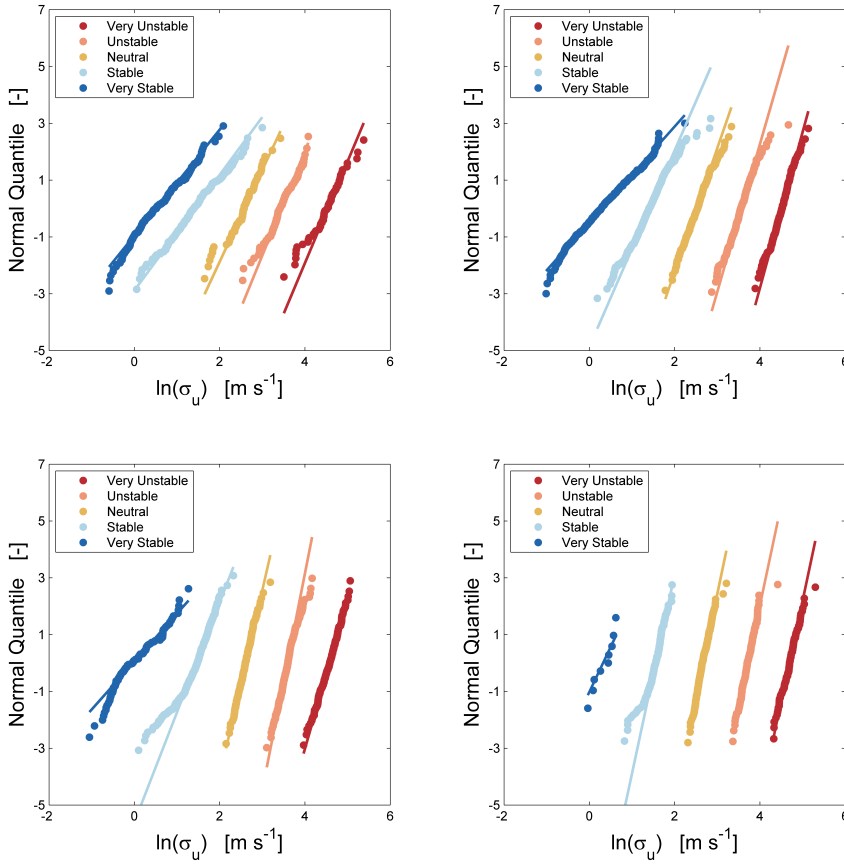 7
5
3
1
-1
-3
-5
Normal Quantile [-]
Very Unstable
Unstable
Neutral
Stable
Very Stable
-2 0 2 4 6
ln(σu) [m s-1]
7
5
3
1
-1
-3
-5
Normal Quantile [-]
Very Unstable
Unstable
Neutral
Stable
Very Stable
-2 0 2 4 6
ln(σu) [m s-1]
7
5
3
1
-1
-3
-5
Normal Quantile [-]
Very Unstable
Unstable
Neutral
Stable
Very Stable
-2 0 2 4 6
ln(σu) [m s-1]
7
5
3
1
-1
-3
-5
Normal Quantile [-]
Very Unstable
Unstable
Neutral
Stable
Very Stable
-2 0 2 4 6
ln(σu) [m s-1]